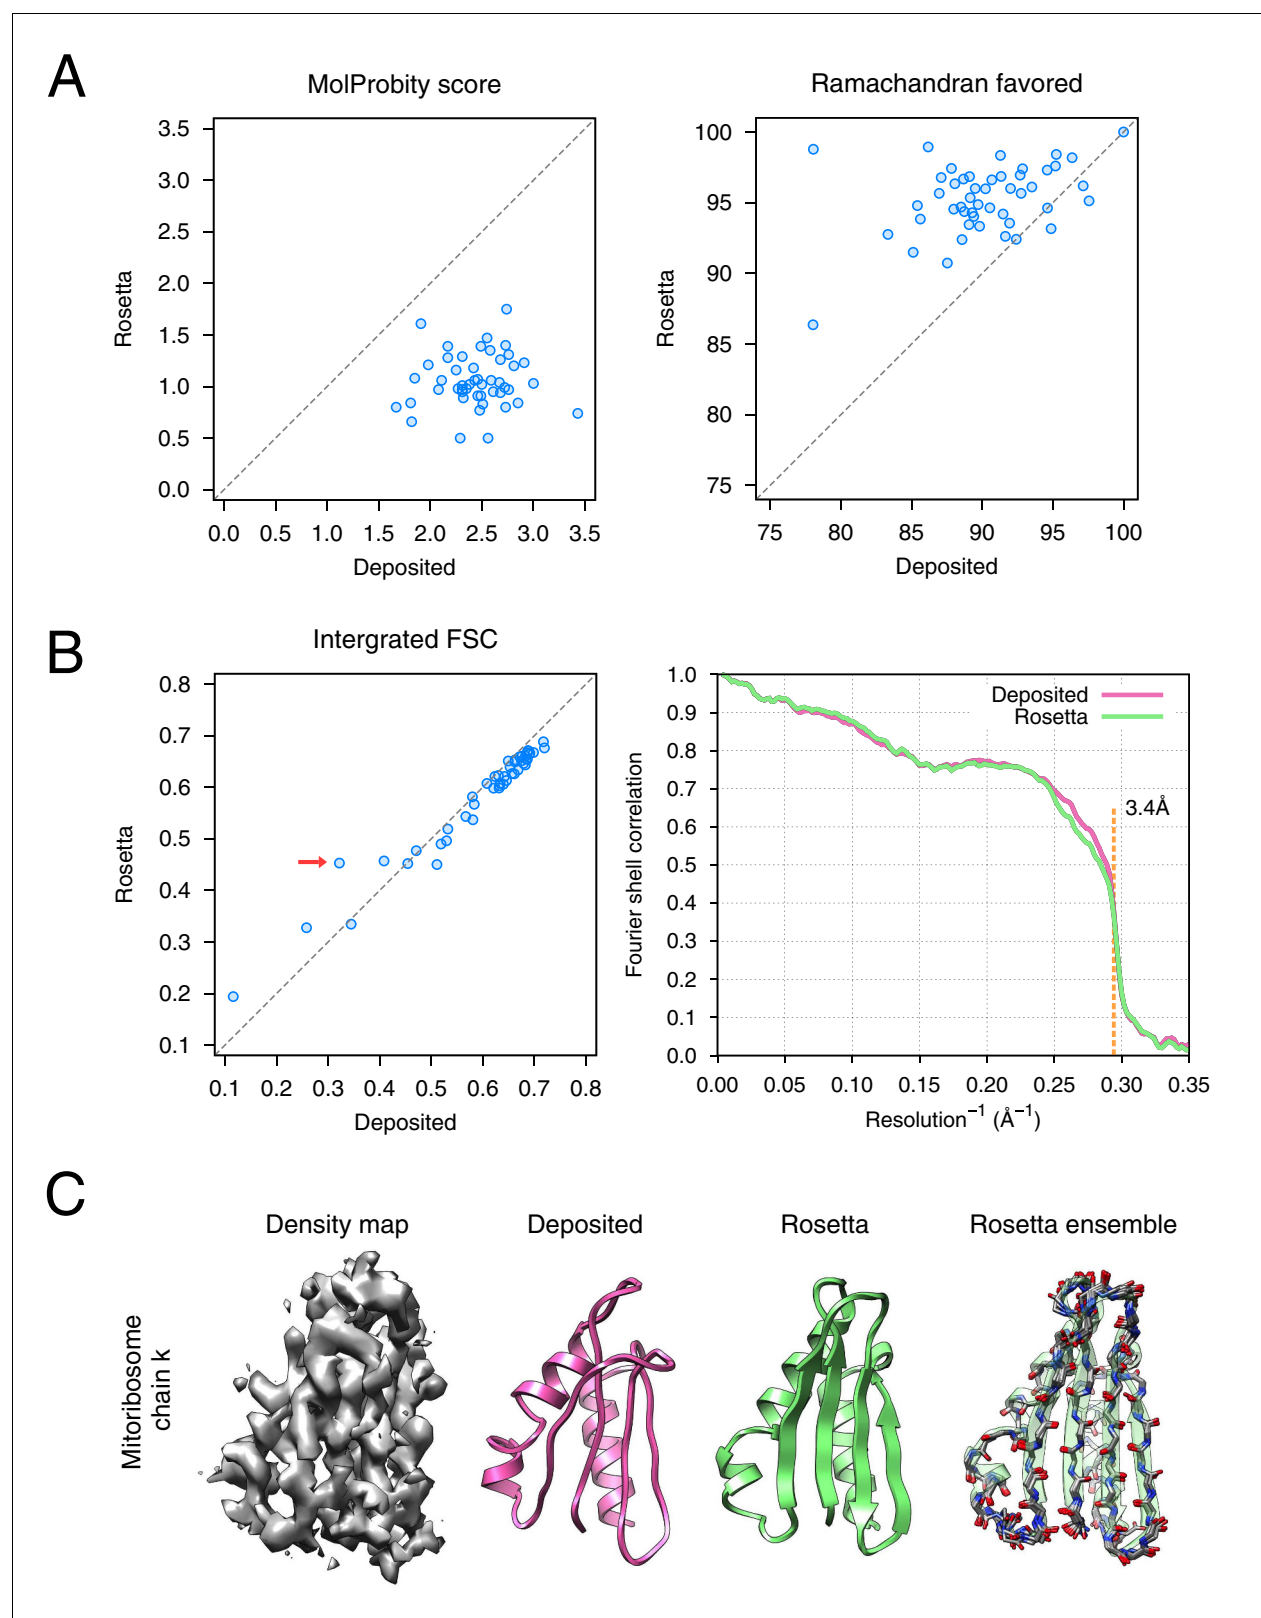 A
MolProbity score
3.5
3.0
2.5
2.0
1.5
1.0
0.5
0.0
Rosetta
0.0 0.5 1.0 1.5 2.0 2.5 3.0 3.5
Deposited
Ramachandran favored
100
95
90
85
80
75
Rosetta
75 80 85 90 95 100
Deposited
B
Intergrated FSC
0.8
0.7
0.6
0.5
0.4
0.3
0.2
0.1
Rosetta
0.1 0.2 0.3 0.4 0.5 0.6 0.7 0.8
Deposited
1.0
0.9
0.8
0.7
0.6
0.5
0.4
0.3
0.2
0.1
0.0
Fourier shell correlation
Deposited
Rosetta
3.4Å
0.00 0.05 0.10 0.15 0.20 0.25 0.30 0.35
Resolution⁻¹ (Å⁻¹)
C
Density map
Deposited
Rosetta
Rosetta ensemble
Mitoribosome
chain k